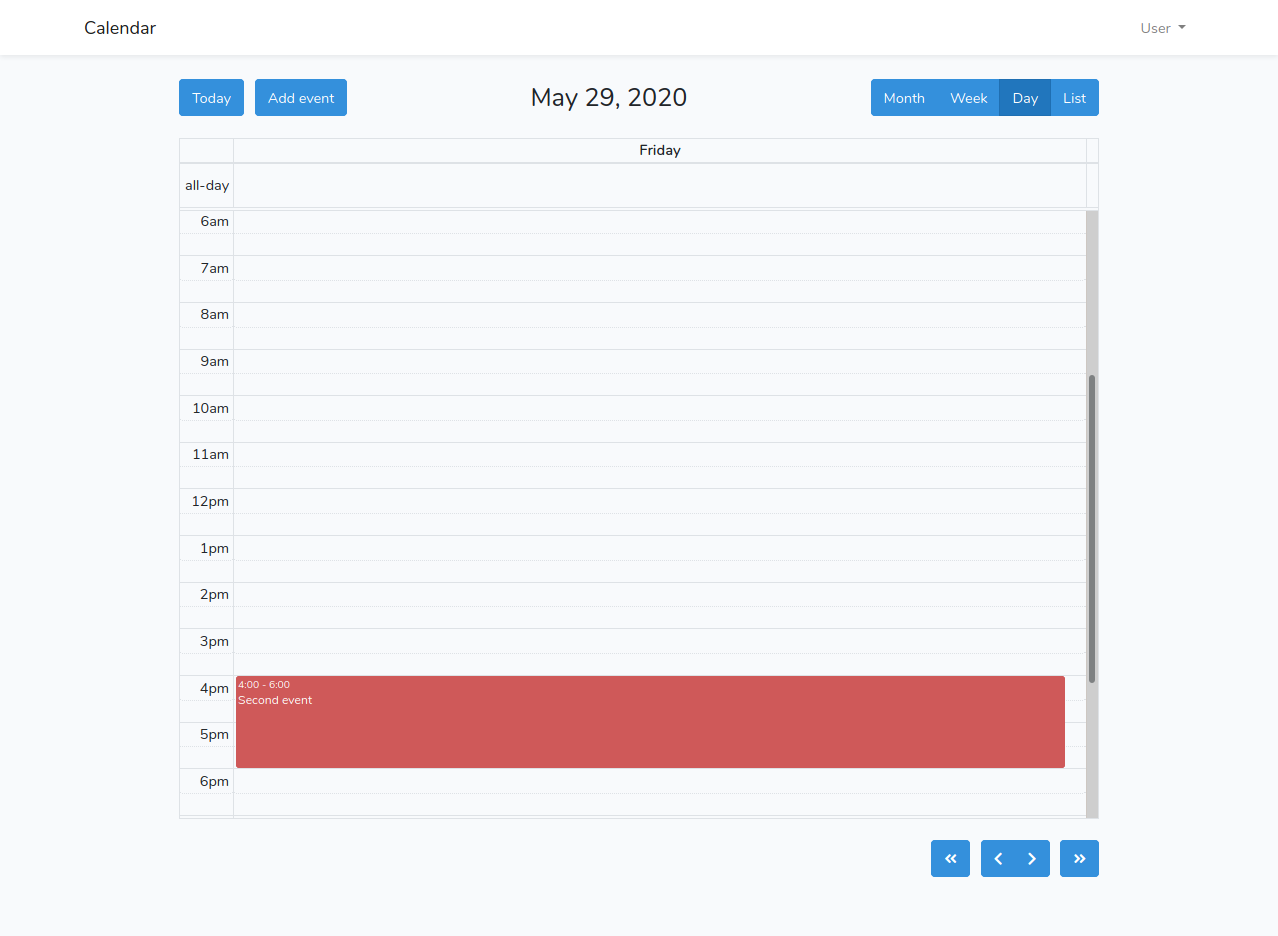 Calendar
User
Today
Add event
May 29, 2020
Month
Week
Day
List
Friday
all-day
6am
7am
8am
9am
10am
11am
12pm
1pm
2pm
3pm
4pm
4:00 - 6:00
Second event
5pm
6pm